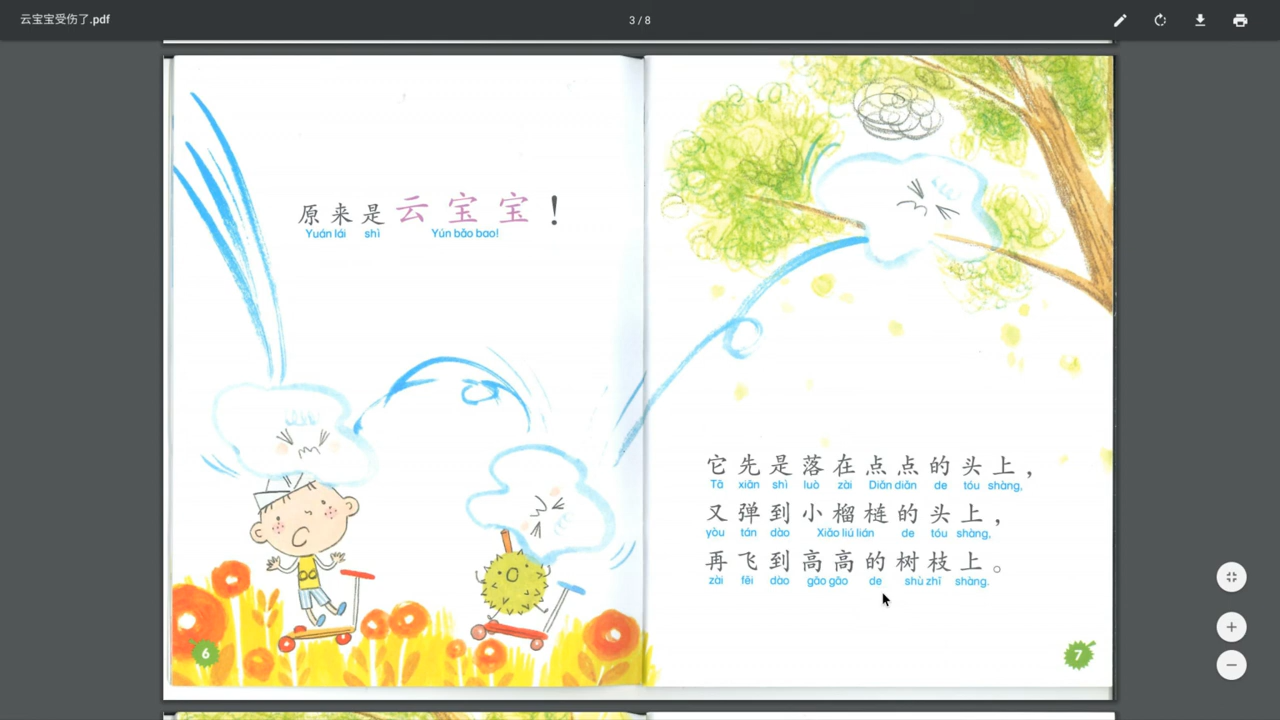 云宝宝受伤了.pdf
3 / 8
原来是云宝宝！
Yuán lái shì Yún bǎo bao!
6
它先是落在点点的头上，
Tā xiān shì luò zài Diǎn diǎn de tóu shàng,
又弹到小榴梿的头上，
yòu tán dào Xiǎo liú lián de tóu shàng,
再飞到高高的树枝上。
zài fēi dào gāo gāo de shù zhī shàng.
7